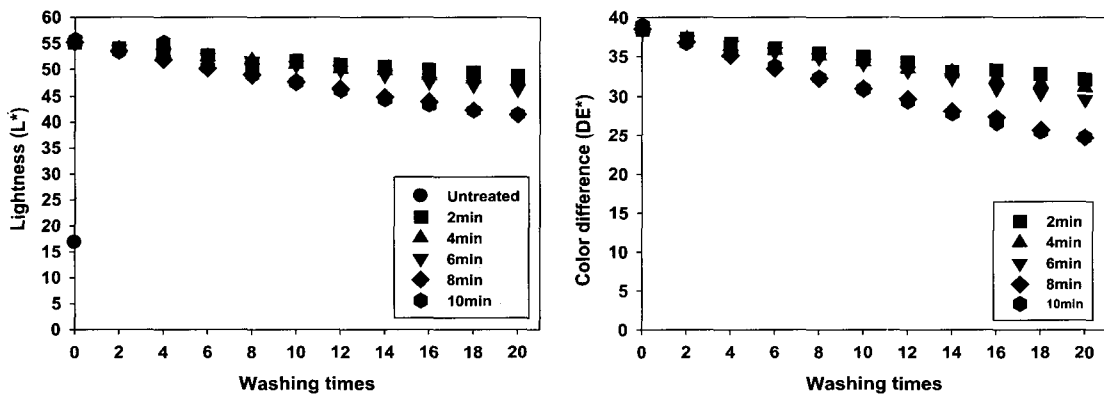 Lightness (L*)
60
55
50
45
40
35
30
25
20
15
10
5
0
0 2 4 6 8 10 12 14 16 18 20
Washing times
Untreated
2min
4min
6min
8min
10min
Color difference (DE*)
40
35
30
25
20
15
10
5
0
0 2 4 6 8 10 12 14 16 18 20
Washing times
2min
4min
6min
8min
10min